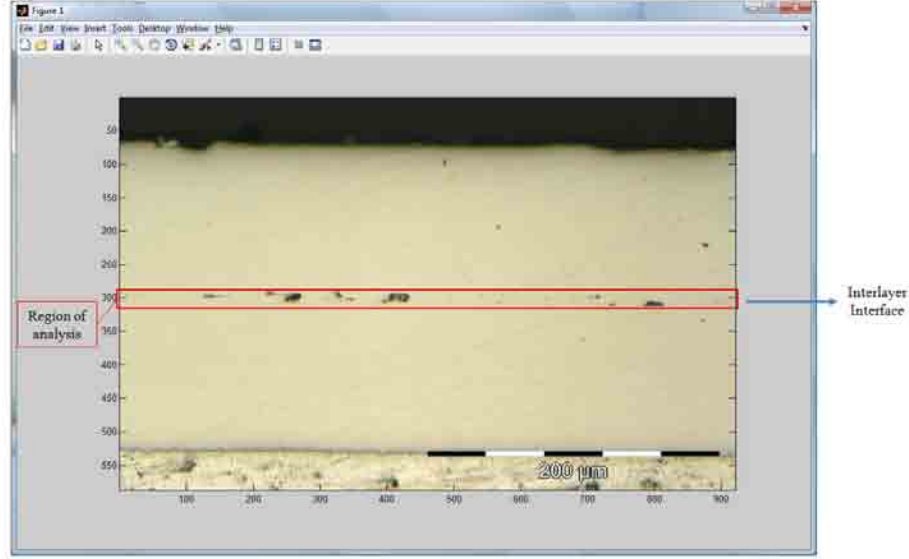 Figure 1
File Edit View Insert Tools Desktop Window Help
50
100
150
200
250
300
350
400
450
500
550
100 200 300 400 500 600 700 800 900
200 µm
Region of
analysis
Interlayer
Interface